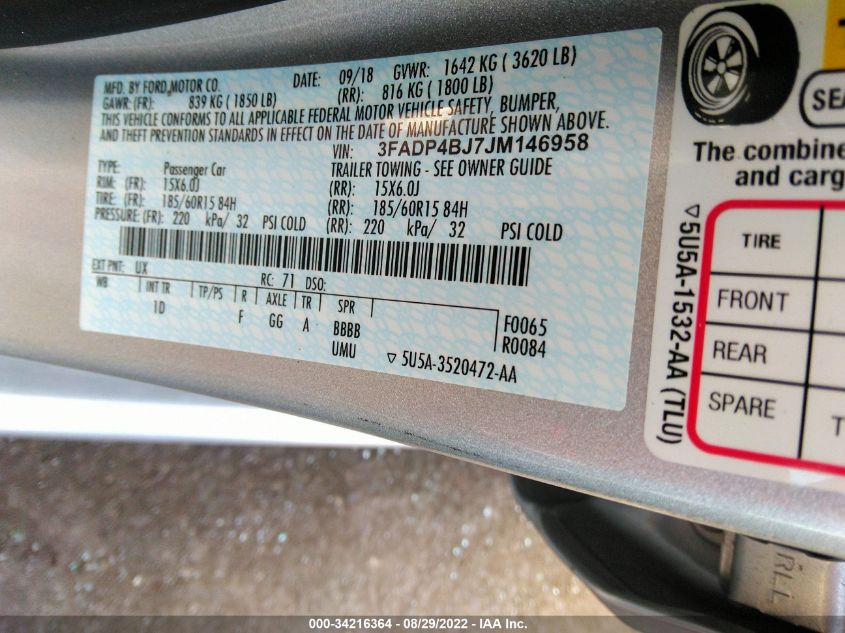 MFD. BY FORD MOTOR CO. DATE: 09/18 GVWR: 1642 KG ( 3620 LB)
GAWR: (FR): 839 KG ( 1850 LB) (RR): 816 KG ( 1800 LB)
THIS VEHICLE CONFORMS TO ALL APPLICABLE FEDERAL MOTOR VEHICLE SAFETY, BUMPER,
AND THEFT PREVENTION STANDARDS IN EFFECT ON THE DATE OF MANUFACTURE SHOWN ABOVE.
VIN: 3FADP4BJ7JM146958
TYPE: Passenger Car TRAILER TOWING - SEE OWNER GUIDE
RIM: (FR): 15X6.0J (RR): 15X6.0J
TIRE: (FR): 185/60R15 84H (RR): 185/60R15 84H
PRESSURE: (FR): 220 kPa/ 32 PSI COLD (RR): 220 kPa/ 32 PSI COLD
EXT PNT: UX RC: 71 DSO:
WB INT TR TP/PS R AXLE TR SPR
1D F GG A BBBB F0065
UMU R0084
▽ 5U5A-3520472-AA
SEA
The combine
and carg
TIRE
FRONT
REAR
SPARE
T
▽5U5A-1532-AA (TLU)
000-34216364 - 08/29/2022 - IAA Inc.